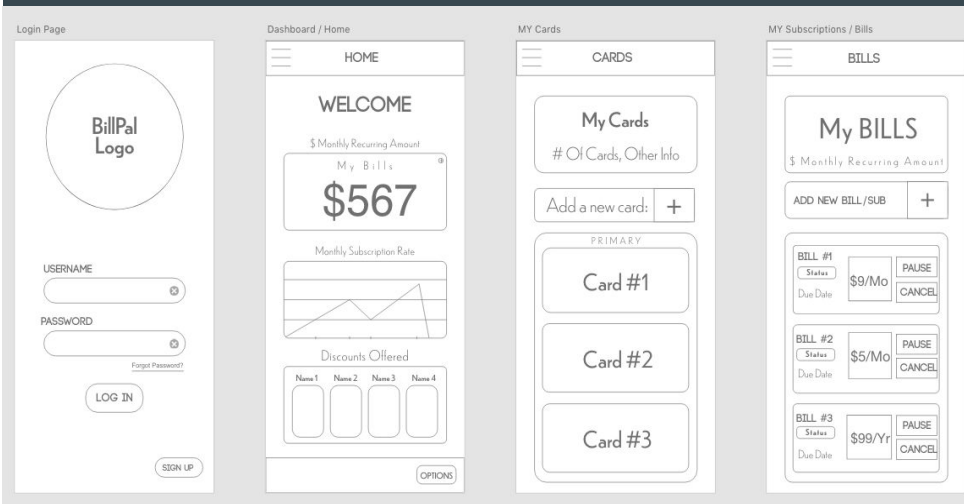 Login Page
BillPal
Logo
USERNAME
PASSWORD
Forgot Password?
LOG IN
SIGN UP
Dashboard / Home
HOME
WELCOME
$ Monthly Recurring Amount
My Bills
$567
Monthly Subscription Rate
Discounts Offered
Name 1 Name 2 Name 3 Name 4
OPTIONS
MY Cards
CARDS
My Cards
# Of Cards, Other Info
Add a new card: +
PRIMARY
Card #1
Card #2
Card #3
MY Subscriptions / Bills
BILLS
My BILLS
$ Monthly Recurring Amount
ADD NEW BILL/SUB +
BILL #1
Status
Due Date
$9/Mo
PAUSE
CANCEL
BILL #2
Status
Due Date
$5/Mo
PAUSE
CANCEL
BILL #3
Status
Due Date
$99/Yr
PAUSE
CANCEL